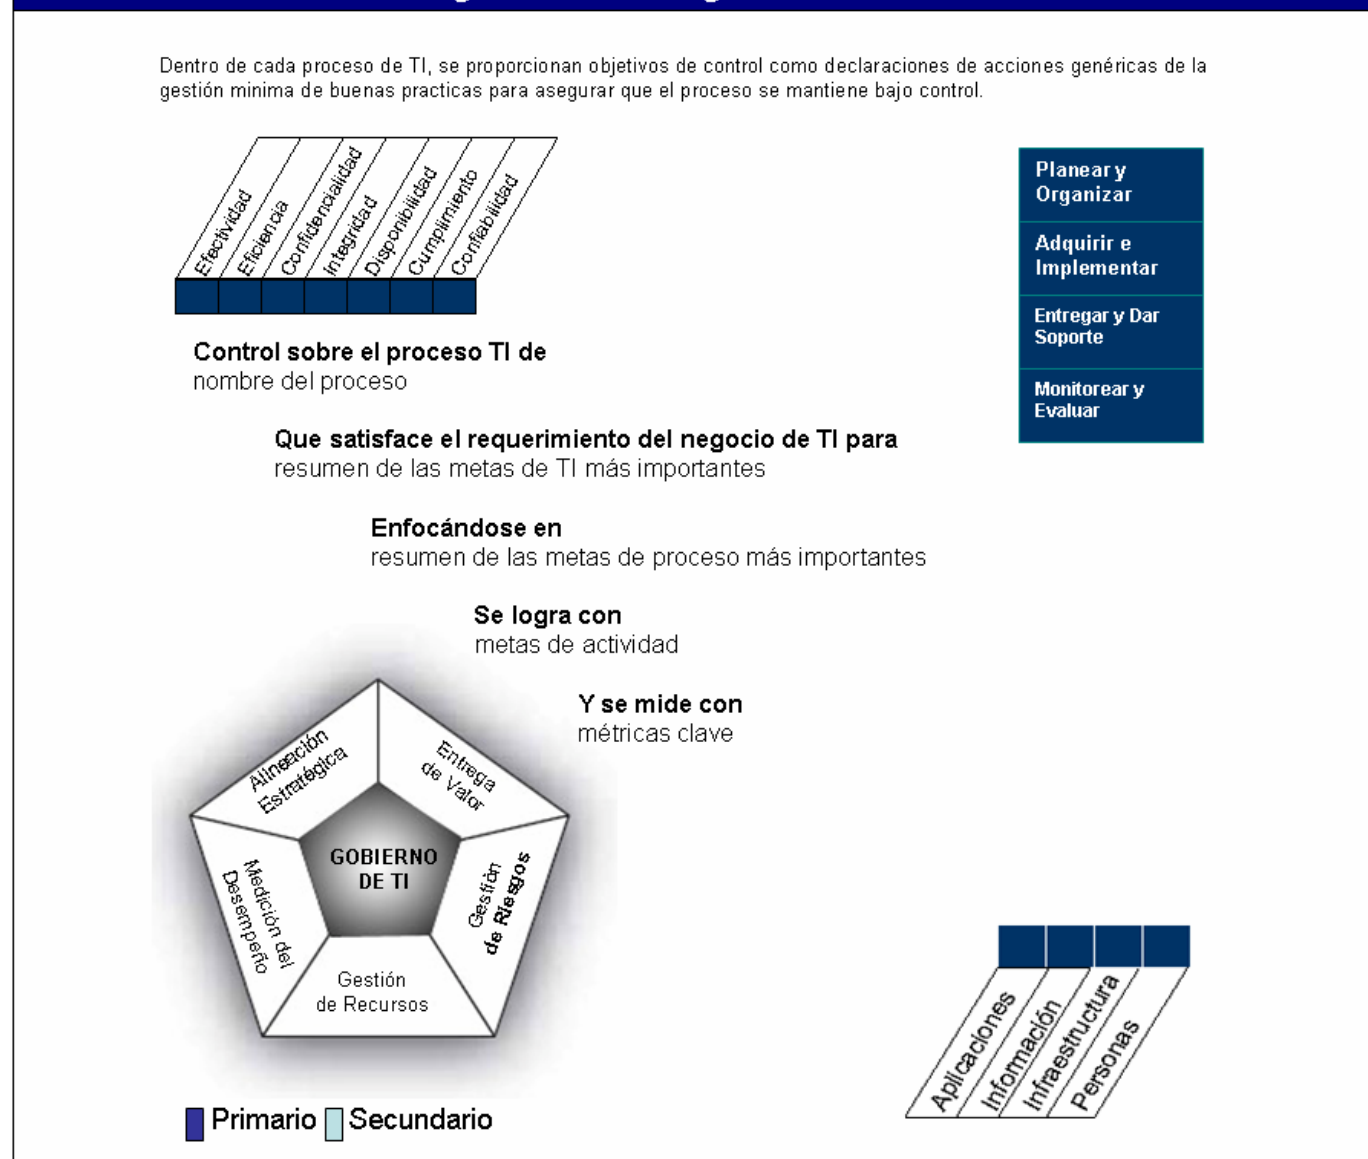 Dentro de cada proceso de TI, se proporcionan objetivos de control como declaraciones de acciones genéricas de la
gestión minima de buenas practicas para asegurar que el proceso se mantiene bajo control.
Efectividad
Eficiencia
Confidencialidad
Integridad
Disponibilidad
Cumplimiento
Confiabilidad
Planear y
Organizar
Adquirir e
Implementar
Entregar y Dar
Soporte
Monitorear y
Evaluar
Control sobre el proceso TI de
nombre del proceso
Que satisface el requerimiento del negocio de TI para
resumen de las metas de TI más importantes
Enfocándose en
resumen de las metas de proceso más importantes
Se logra con
metas de actividad
Y se mide con
métricas clave
Alineación
Estratégica
Entrega
de Valor
Medición del
Desempeño
GOBIERNO
DE TI
Gestión
de Riesgos
Gestión
de Recursos
Aplicaciones
Información
Infraestructura
Personas
Primario
Secundario